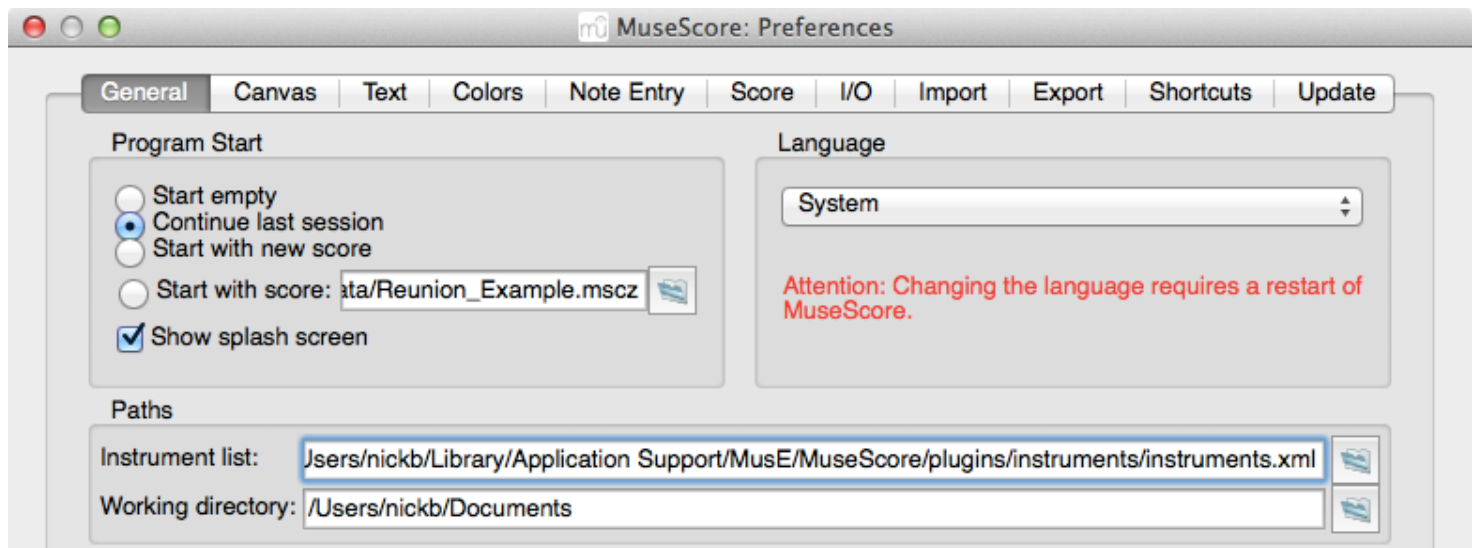 MuseScore: Preferences
General Canvas Text Colors Note Entry Score I/O Import Export Shortcuts Update
Program Start
Start empty
Continue last session
Start with new score
Start with score: ata/Reunion_Example.mscz
Show splash screen
Language
System
Attention: Changing the language requires a restart of
MuseScore.
Paths
Instrument list: Users/nickb/Library/Application Support/MusE/MuseScore/plugins/instruments/instruments.xml
Working directory: /Users/nickb/Documents